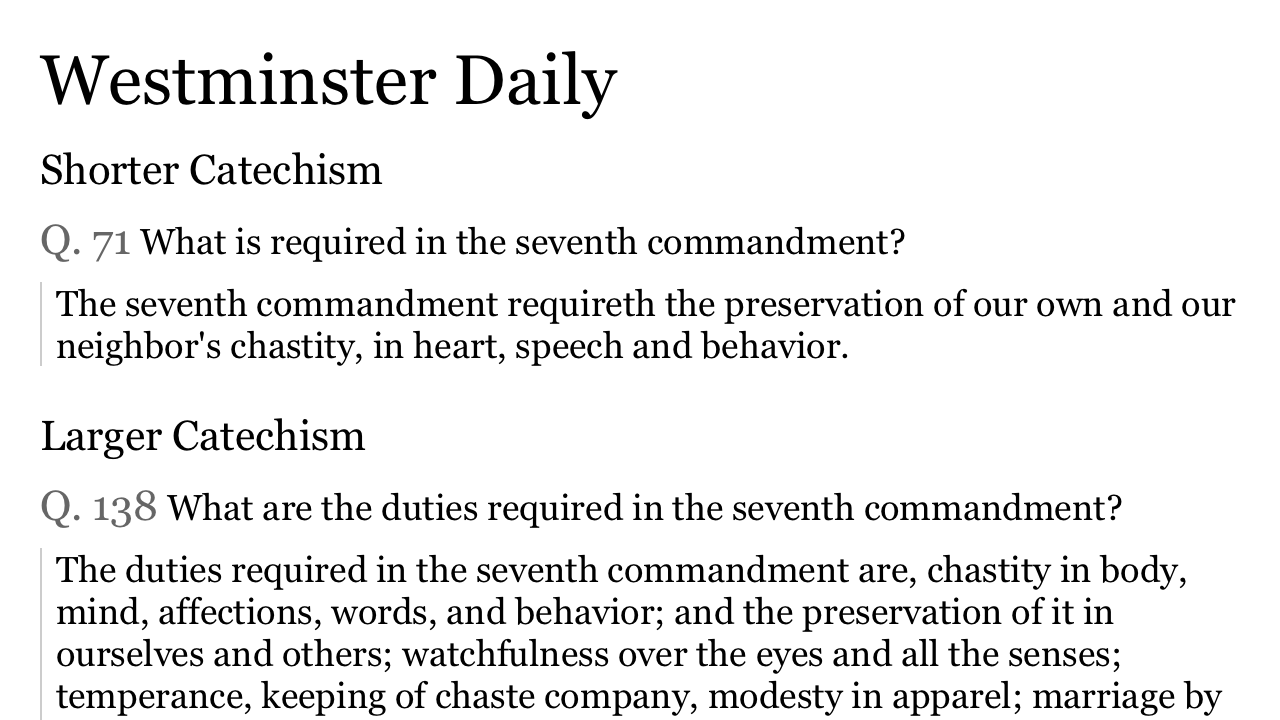 Westminster Daily
Shorter Catechism
Q. 71 What is required in the seventh commandment?
The seventh commandment requireth the preservation of our own and our
neighbor's chastity, in heart, speech and behavior.
Larger Catechism
Q. 138 What are the duties required in the seventh commandment?
The duties required in the seventh commandment are, chastity in body,
mind, affections, words, and behavior; and the preservation of it in
ourselves and others; watchfulness over the eyes and all the senses;
temperance, keeping of chaste company, modesty in apparel; marriage by